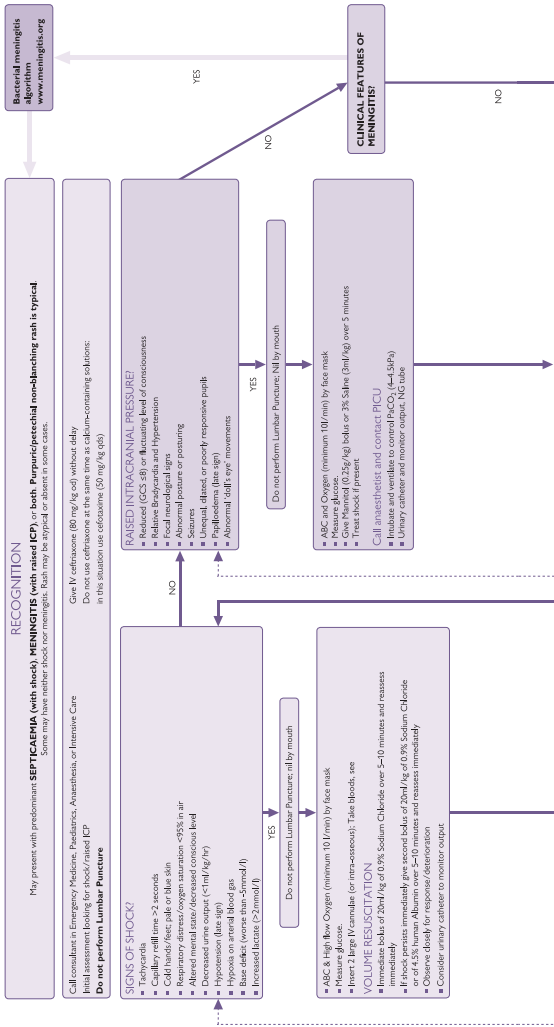 RECOGNITION
May present with predominant SEPTICAEMIA (with shock), MENINGITIS (with raised ICP), or both. Purpuric/petechial non-blanching rash is typical.
Some may have neither shock nor meningitis. Rash may be atypical or absent in some cases.
Bacterial meningitis
algorithm
www.meningitis.org
Call consultant in Emergency Medicine, Paediatrics, Anaesthesia, or Intensive Care
Initial assessment looking for shock/raised ICP
Do not perform Lumbar Puncture
Give IV ceftriaxone (80 mg/kg od) without delay
Do not use ceftriaxone at the same time as calcium-containing solutions:
in this situation use cefotaxime (50 mg/kg qds)
SIGNS OF SHOCK?
▪ Tachycardia
▪ Capillary refill time >2 seconds
▪ Cold hands/feet; pale or blue skin
▪ Respiratory distress/oxygen saturation <95% in air
▪ Altered mental state/decreased conscious level
▪ Decreased urine output (<1ml/kg/hr)
▪ Hypotension (late sign)
▪ Hypoxia on arterial blood gas
▪ Base deficit (worse than -5mmol/l)
▪ Increased lactate (>2 mmol/l)
NO
RAISED INTRACRANIAL PRESSURE?
▪ Reduced (GCS ≤8) or fluctuating level of consciousness
▪ Relative Bradycardia and Hypertension
▪ Focal neurological signs
▪ Abnormal posture or posturing
▪ Seizures
▪ Unequal, dilated, or poorly responsive pupils
▪ Papilloedema (late sign)
▪ Abnormal 'doll's eye' movements
NO
YES
CLINICAL FEATURES OF
MENINGITIS?
NO
YES
Do not perform Lumbar Puncture; nil by mouth
YES
Do not perform Lumbar Puncture; Nil by mouth
▪ ABC & High flow Oxygen (minimum 10 l/min) by face mask
▪ Measure glucose.
▪ Insert 2 large IV cannulae (or intra-osseous); Take bloods, see
VOLUME RESUSCITATION
▪ Immediate bolus of 20ml/kg of 0.9% Sodium Chloride over 5–10 minutes and reassess
immediately
▪ If shock persists immediately give second bolus of 20ml/kg of 0.9% Sodium Chloride
or of 4.5% human Albumin over 5–10 minutes and reassess immediately
▪ Observe closely for response/deterioration
▪ Consider urinary catheter to monitor output
▪ ABC and Oxygen (minimum 10l/min) by face mask
▪ Measure glucose.
▪ Give Mannitol (0.25g/kg) bolus or 3% Saline (3ml/kg) over 5 minutes
▪ Treat shock if present
Call anaesthetist and contact PICU
▪ Intubate and ventilate to control PaCO₂ (4–4.5kPa)
▪ Urinary catheter and monitor output, NG tube